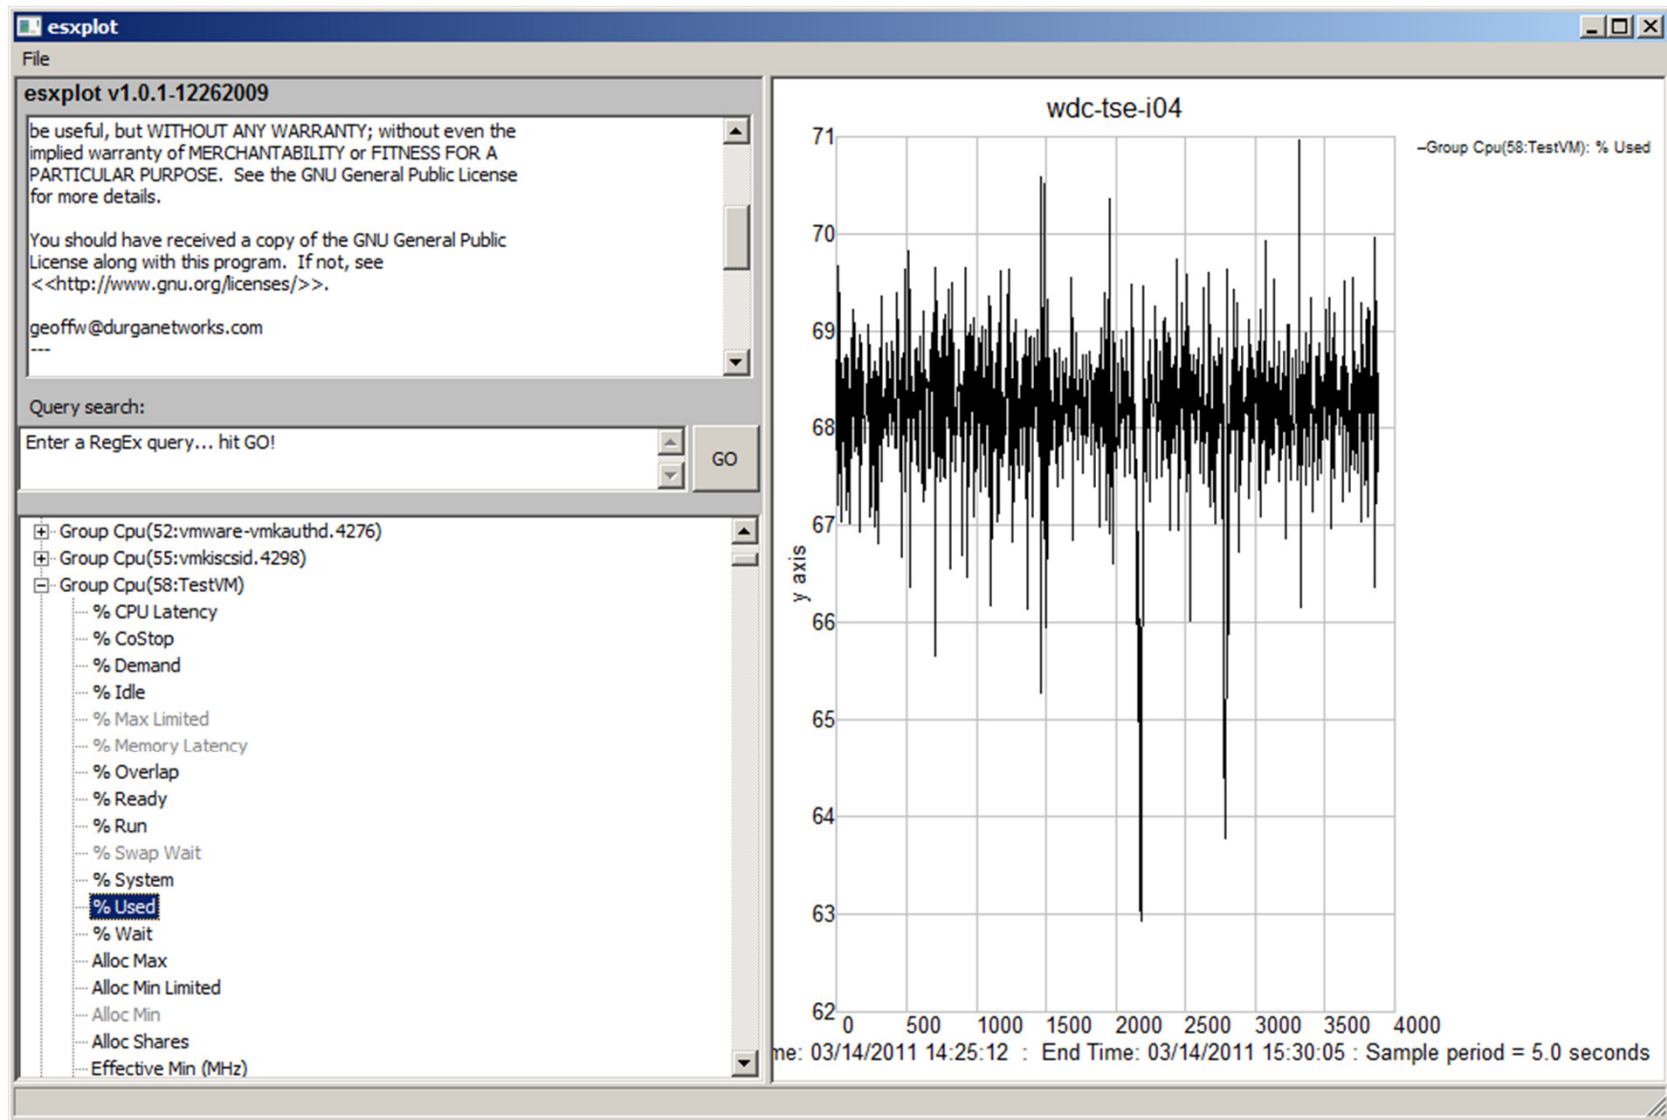 esxplot
File
esxplot v1.0.1-12262009
be useful, but WITHOUT ANY WARRANTY; without even the
implied warranty of MERCHANTABILITY or FITNESS FOR A
PARTICULAR PURPOSE.  See the GNU General Public License
for more details.
You should have received a copy of the GNU General Public
License along with this program.  If not, see
<<http://www.gnu.org/licenses/>>.
geoffw@durganetworks.com
---
Query search:
Enter a RegEx query... hit GO!
GO
Group Cpu(52:vmware-vmkauthd.4276)
Group Cpu(55:vmkiscsid.4298)
Group Cpu(58:TestVM)
% CPU Latency
% CoStop
% Demand
% Idle
% Max Limited
% Memory Latency
% Overlap
% Ready
% Run
% Swap Wait
% System
% Used
% Wait
Alloc Max
Alloc Min Limited
Alloc Min
Alloc Shares
Effective Min (MHz)
wdc-tse-i04
–Group Cpu(58:TestVM): % Used
71
70
69
68
67
66
65
64
63
62
y axis
0 500 1000 1500 2000 2500 3000 3500 4000
me: 03/14/2011 14:25:12 : End Time: 03/14/2011 15:30:05 : Sample period = 5.0 seconds